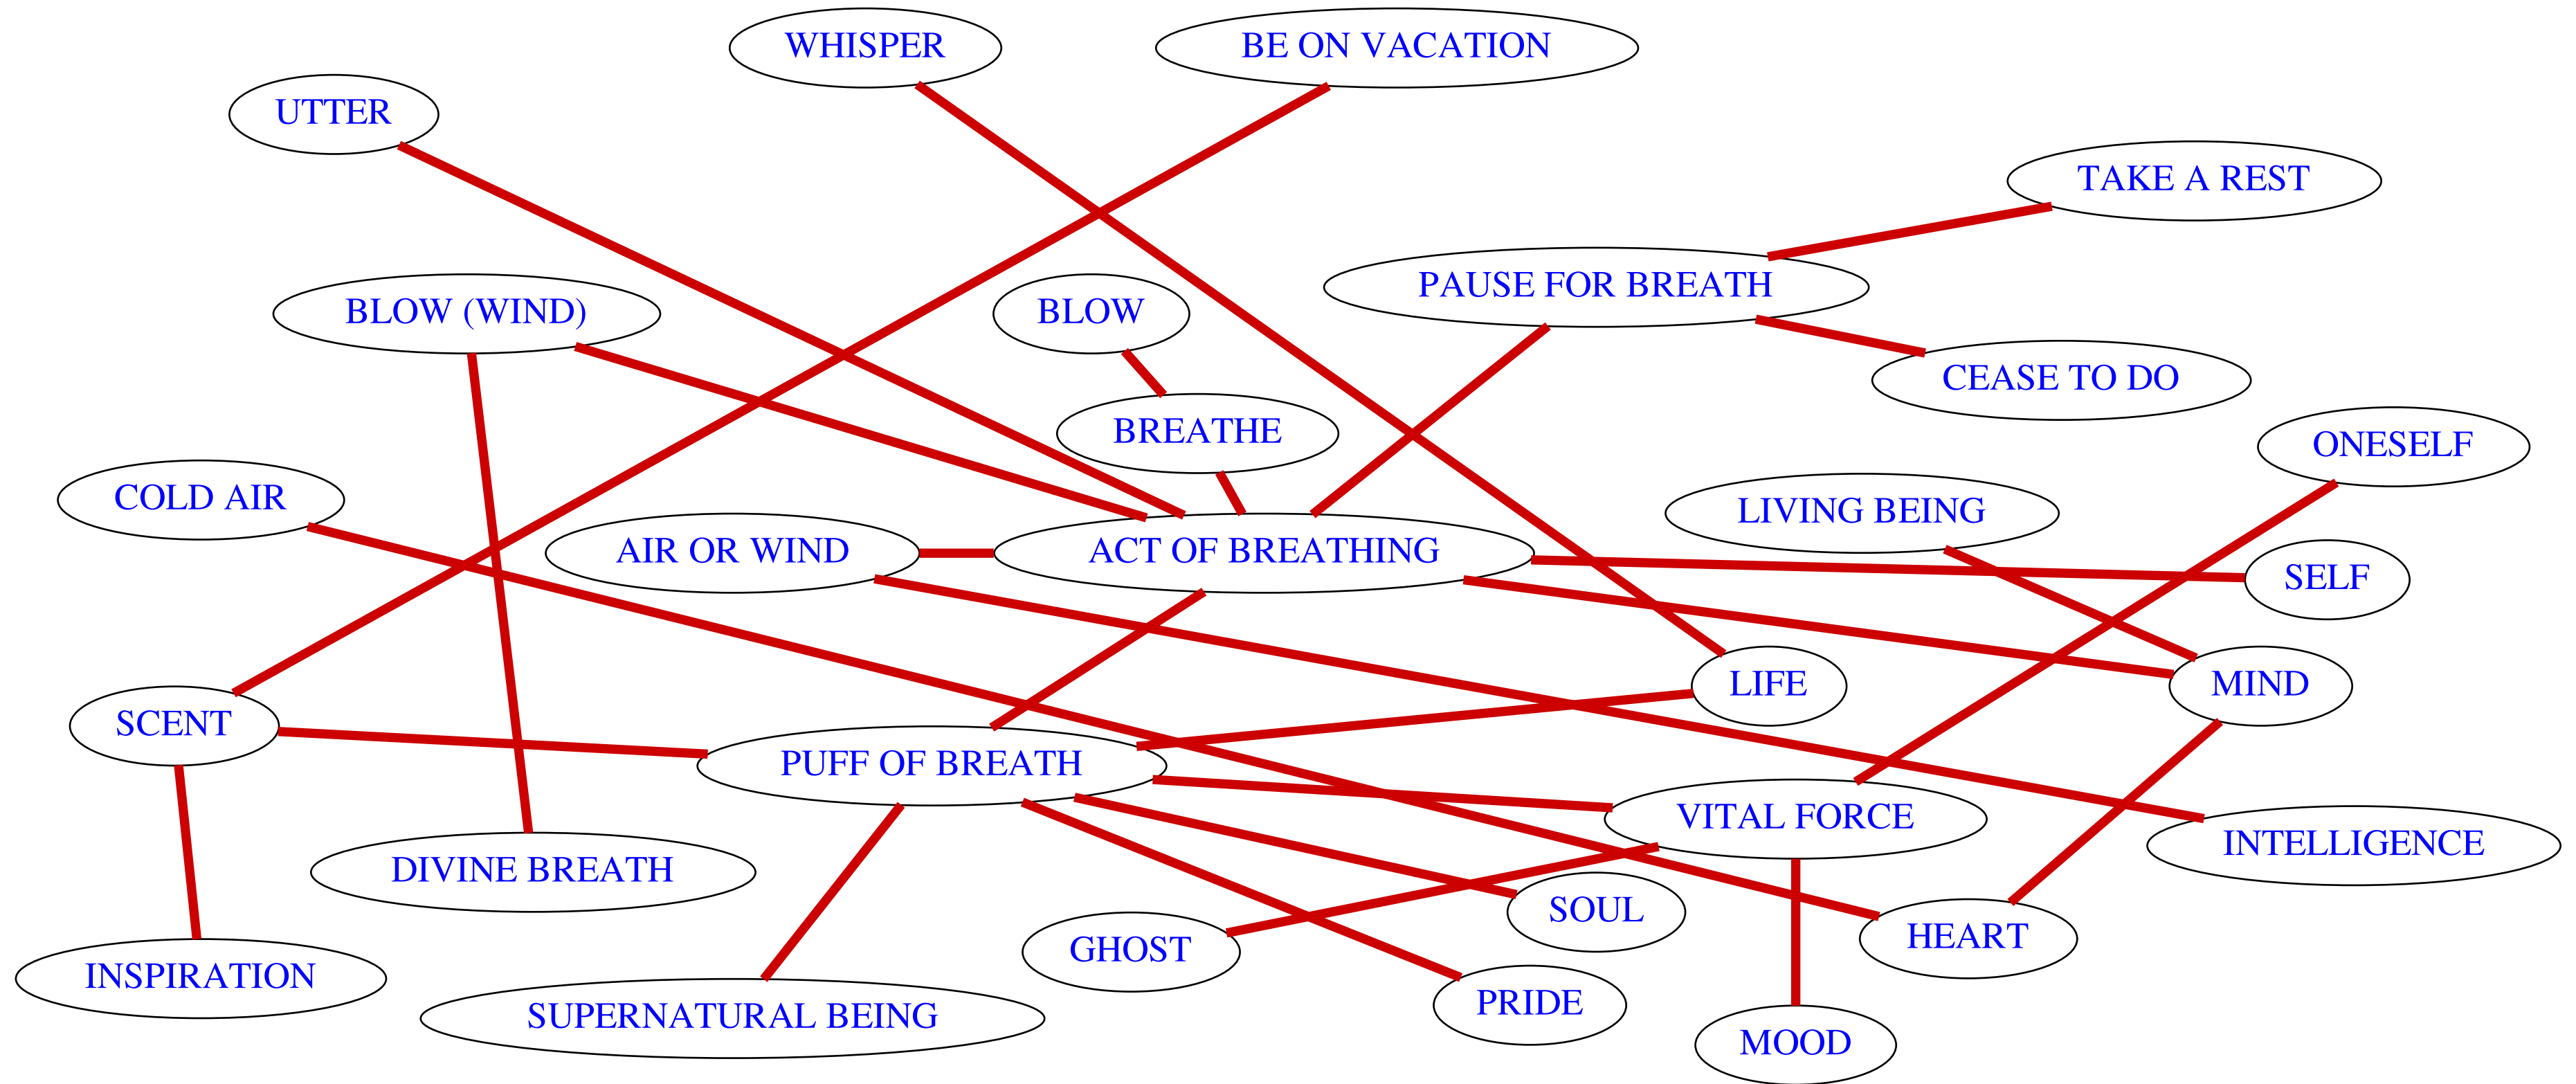 WHISPER
BE ON VACATION
UTTER
TAKE A REST
PAUSE FOR BREATH
BLOW (WIND)
BLOW
CEASE TO DO
BREATHE
ONESELF
COLD AIR
LIVING BEING
AIR OR WIND
ACT OF BREATHING
SELF
LIFE
MIND
SCENT
PUFF OF BREATH
VITAL FORCE
INTELLIGENCE
DIVINE BREATH
SOUL
HEART
GHOST
INSPIRATION
PRIDE
SUPERNATURAL BEING
MOOD